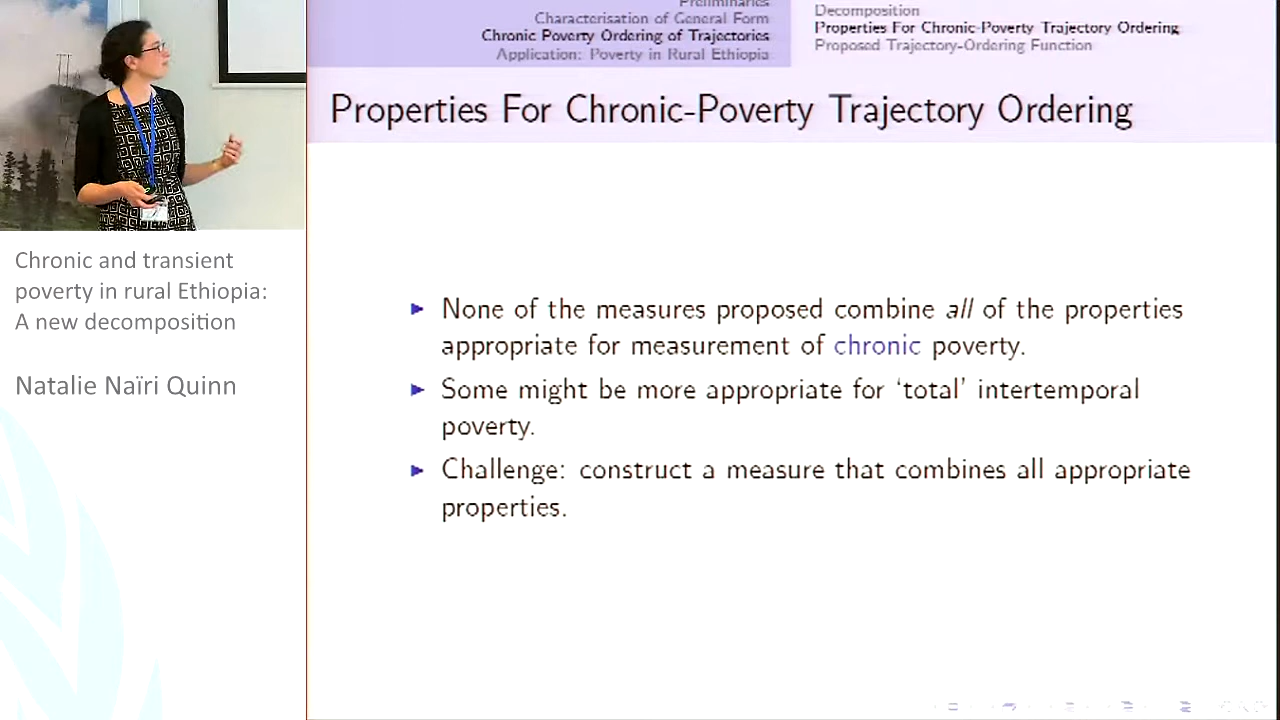 Preliminaries
Characterisation of General Form
Chronic Poverty Ordering of Trajectories
Application: Poverty in Rural Ethiopia
Decomposition
Properties For Chronic-Poverty Trajectory Ordering
Proposed Trajectory-Ordering Function
Properties For Chronic-Poverty Trajectory Ordering
Chronic and transient
poverty in rural Ethiopia:
A new decomposition
Natalie Naïri Quinn
None of the measures proposed combine all of the properties
appropriate for measurement of chronic poverty.
Some might be more appropriate for ‘total’ intertemporal
poverty.
Challenge: construct a measure that combines all appropriate
properties.